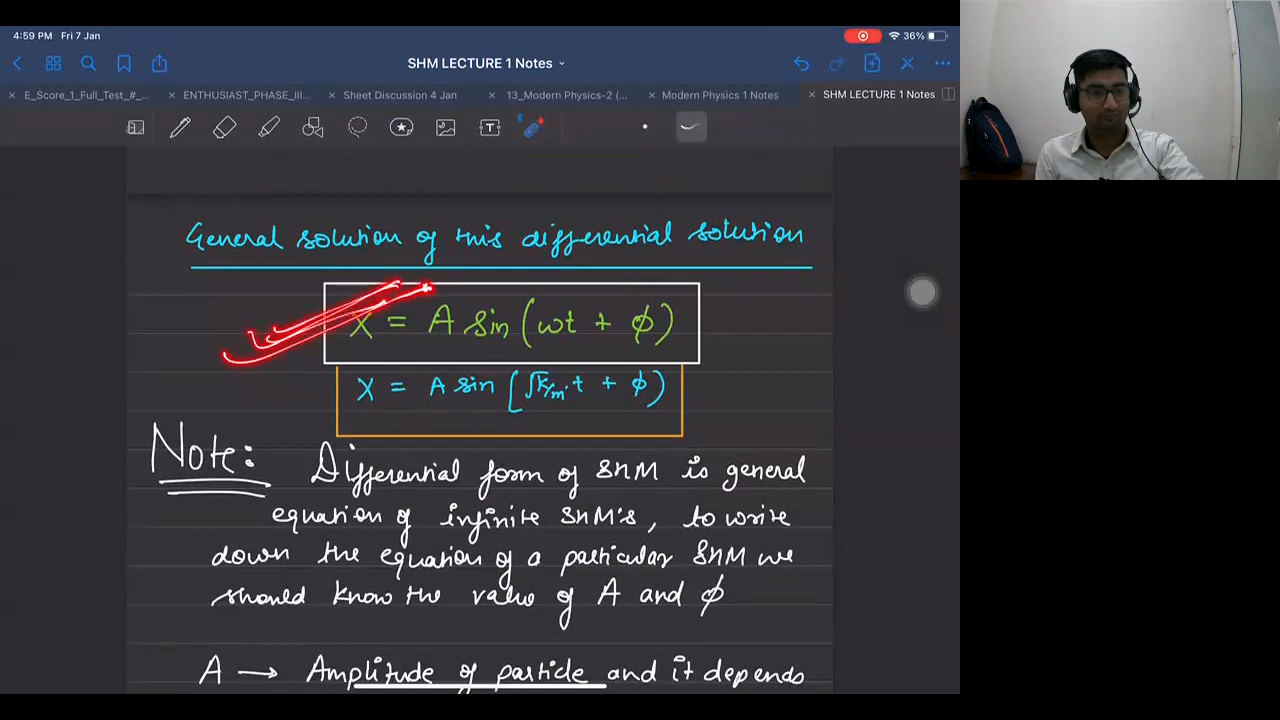 4:59 PM Fri 7 Jan
36%
SHM LECTURE 1 Notes
E_Score_1_Full_Test_#_...
ENTHUSIAST_PHASE_III...
Sheet Discussion 4 Jan
13_Modern Physics-2 (...
Modern Physics 1 Notes
SHM LECTURE 1 Notes
General solution of this differential solution
X = A sin (ωt + ϕ)
X = A sin [√k/m · t + ϕ)
Note: Differential form of SHM is general
equation of infinite SHM's, to write
down the equation of a particular SHM we
should know the value of A and ϕ
A → Amplitude of particle and it depends